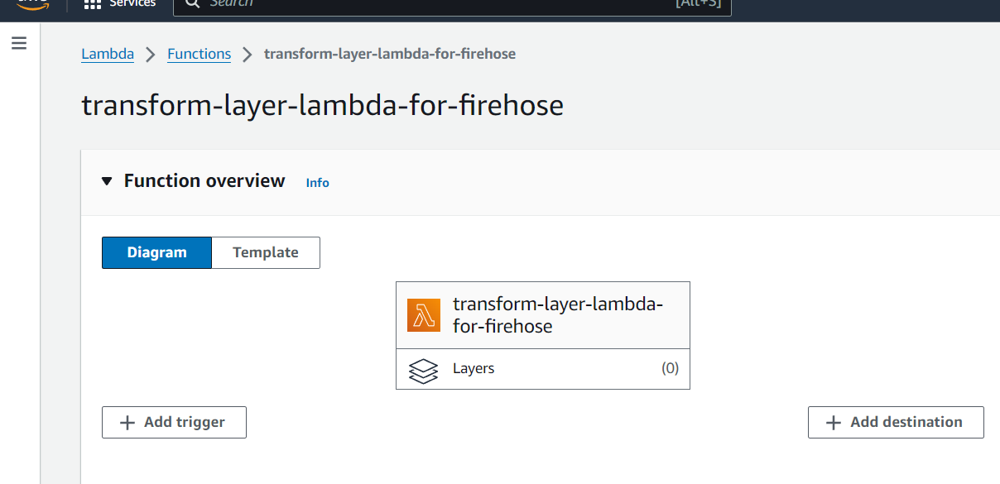 Services
Search
[Alt+S]
Lambda
Functions
transform-layer-lambda-for-firehose
transform-layer-lambda-for-firehose
Function overview
Info
Diagram
Template
transform-layer-lambda-
for-firehose
Layers
(0)
Add trigger
Add destination